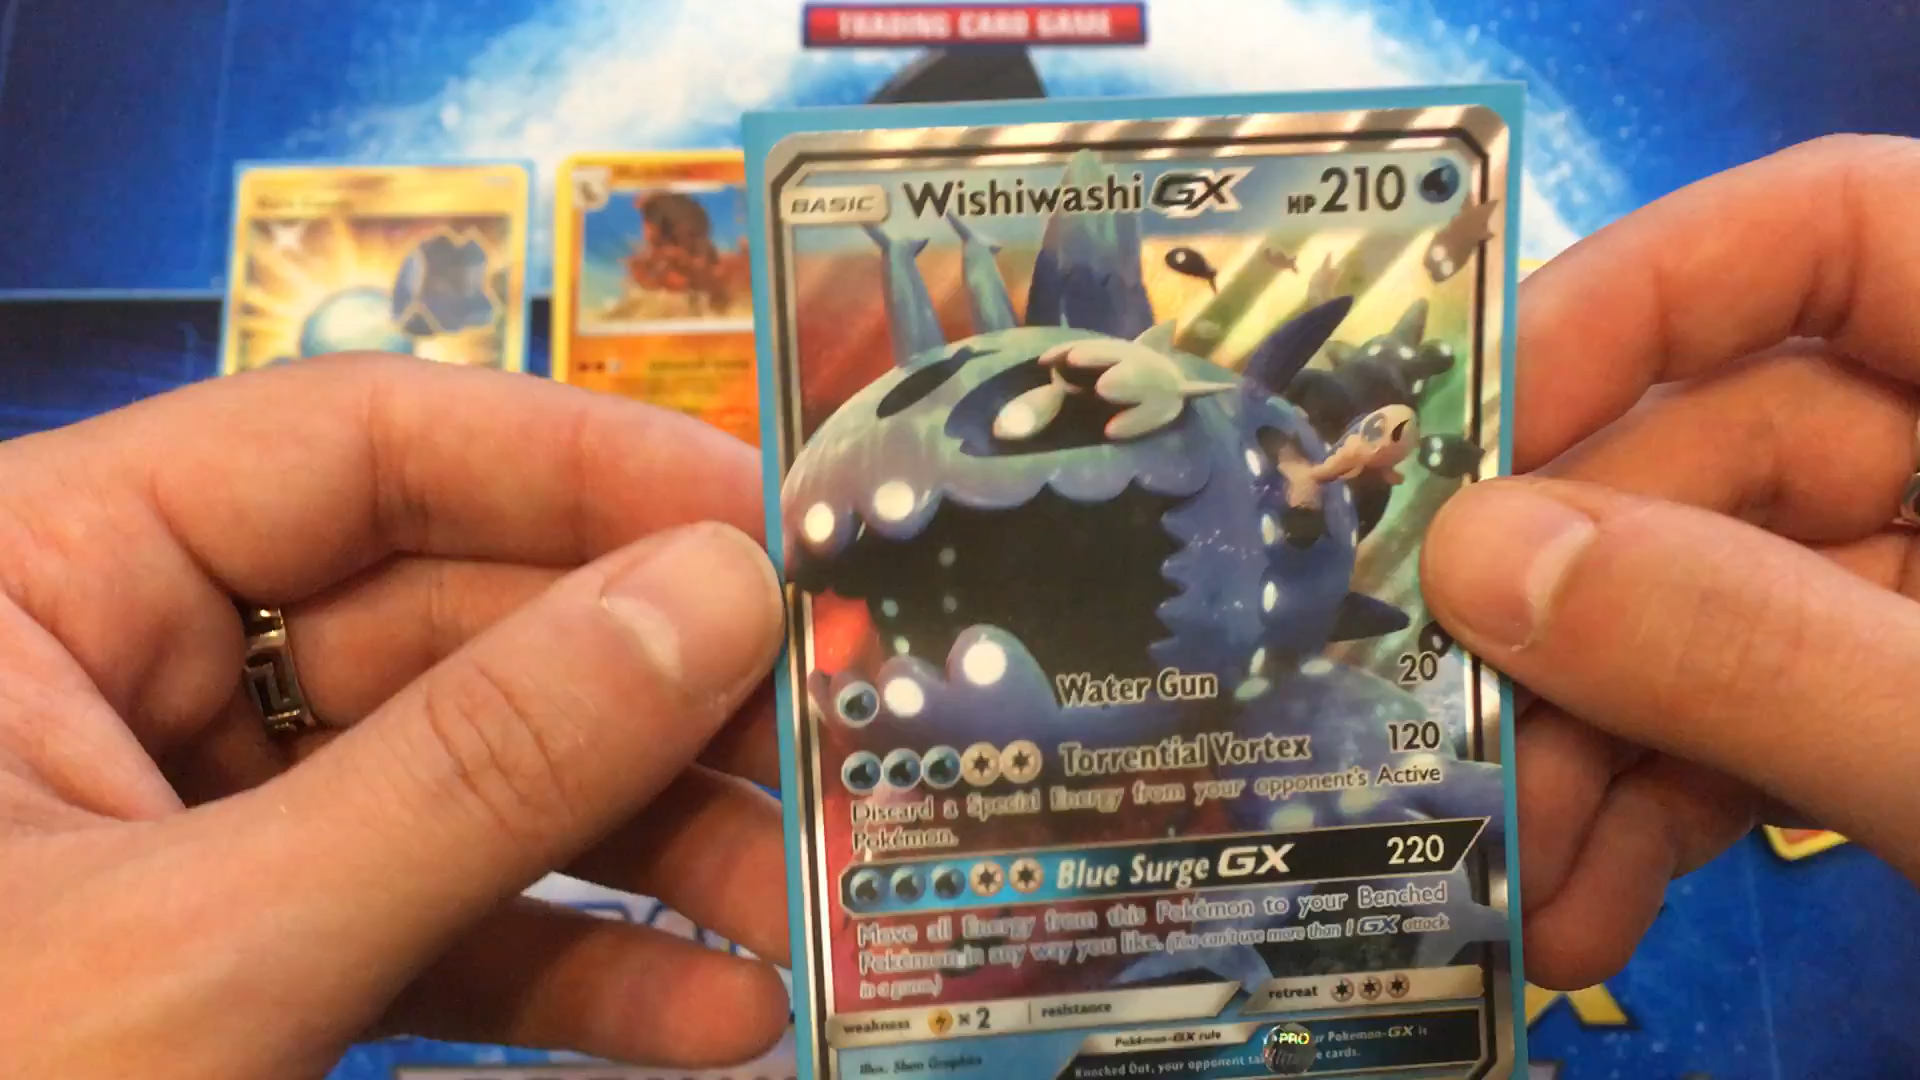 TRADING CARD GAME
BASIC Wishiwashi GX HP 210
Water Gun 20
Torrential Vortex 120
Discard a Special Energy from your opponent's Active
Pokémon.
Blue Surge GX 220
Move all Energy from this Pokémon to your Benched
Pokémon in any way you like. (You can't use more than 1 GX attack
in a game.)
weakness × 2 resistance retreat
Pokémon-GX rule
PRO
Pokémon-GX is
Illus. Shon Graphics
Knocked Out, your opponent cards.